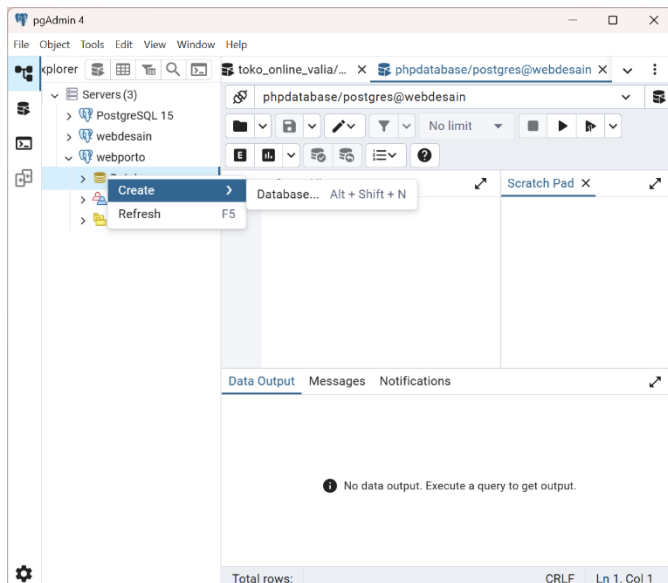 pgAdmin 4
File Object Tools Edit View Window Help
xplorer
toko_online_valia/... phpdatabase/postgres@webdesain
Servers (3)
phpdatabase/postgres@webdesain
PostgreSQL 15
webdesain
No limit
webporto
E
Scratch Pad
Create
Database... Alt + Shift + N
Refresh F5
Data Output Messages Notifications
No data output. Execute a query to get output.
Total rows: CRLF Ln 1, Col 1